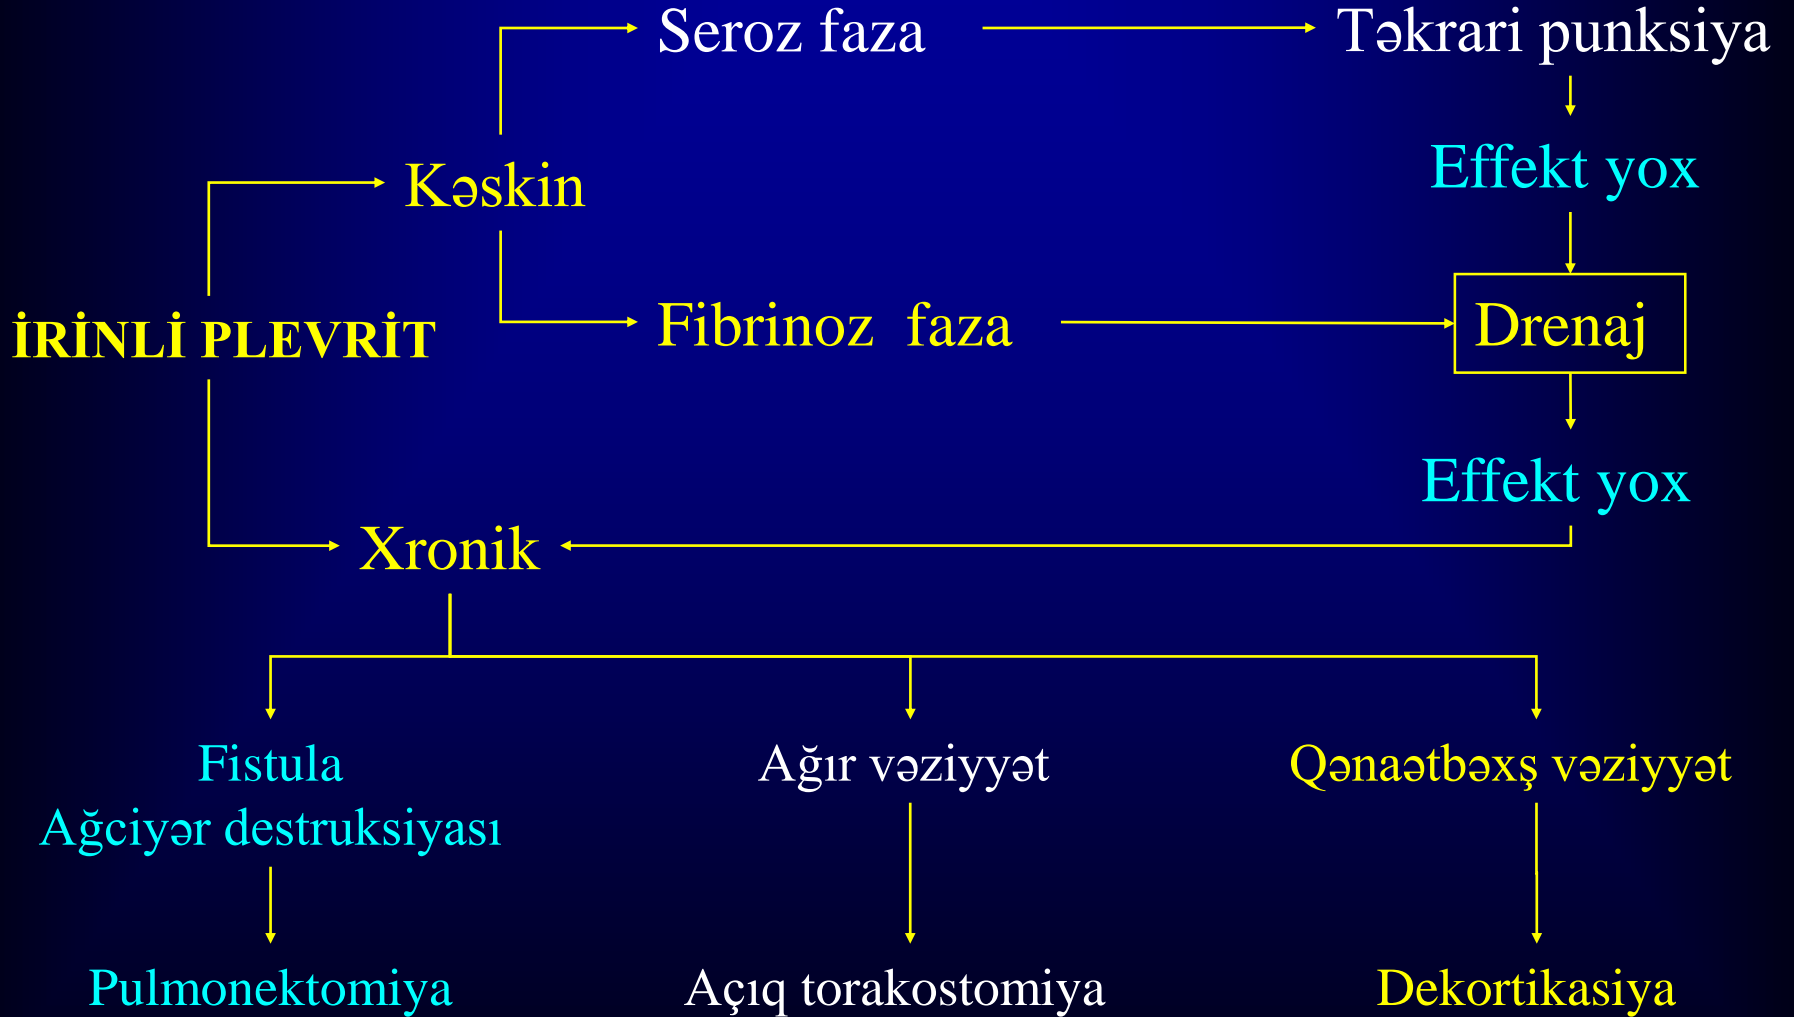 Seroz faza
Təkrari punksiya
Effekt yox
Kəskin
Fibrinoz faza
Drenaj
İRİNLİ PLEVRİT
Effekt yox
Xronik
Fistula
Ağciyər destruksiyası
Ağır vəziyyət
Qənaətbəxş vəziyyət
Pulmonektomiya
Açıq torakostomiya
Dekortikasiya